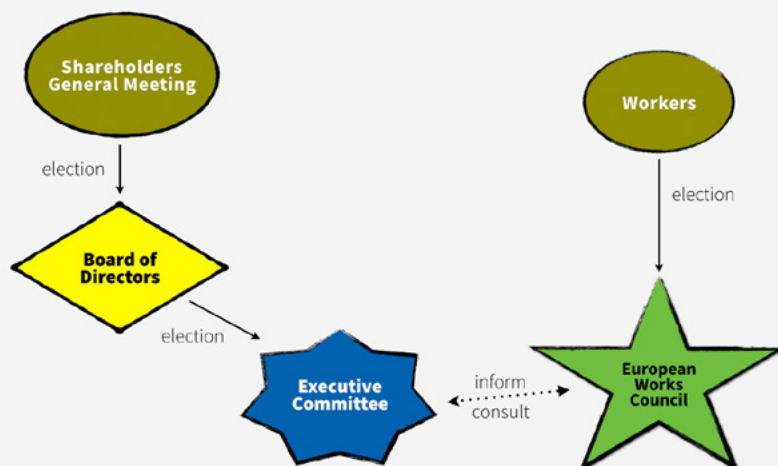 Shareholders
General Meeting
Workers
election
election
Board of
Directors
election
Executive
Committee
inform
consult
European
Works
Council